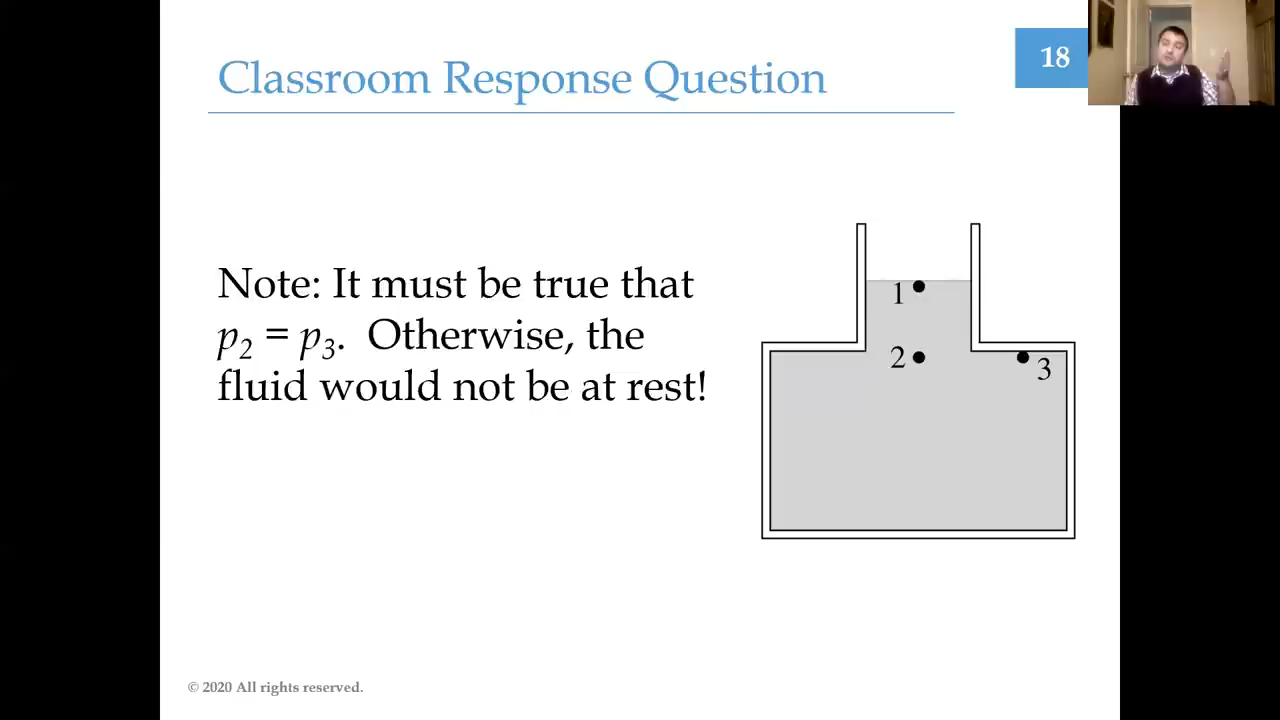 Classroom Response Question
18
Note: It must be true that
p2 = p3. Otherwise, the
fluid would not be at rest!
1
2
3
© 2020 All rights reserved.